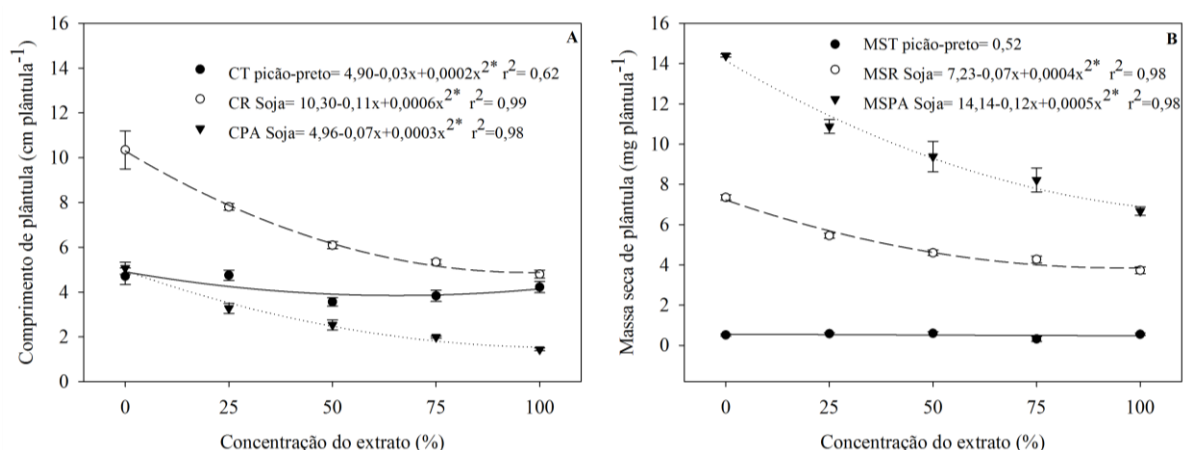 A
CT picão-preto= 4,90-0,03x+0,0002x²* r²= 0,62
CR Soja= 10,30-0,11x+0,0006x²* r²= 0,99
CPA Soja= 4,96-0,07x+0,0003x²* r²=0,98
Comprimento de plântula (cm plântula⁻¹)
16
14
12
10
8
6
4
2
0
0 25 50 75 100
Concentração do extrato (%)
B
MST picão-preto= 0,52
MSR Soja= 7,23-0,07x+0,0004x²* r²= 0,98
MSPA Soja= 14,14-0,12x+0,0005x²* r²=0,98
Massa seca de plântula (mg plântula⁻¹)
16
14
12
10
8
6
4
2
0
0 25 50 75 100
Concentração do extrato (%)